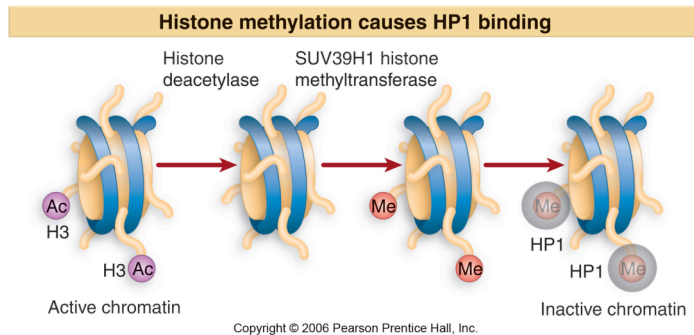 Histone methylation causes HP1 binding
Histone
deacetylase
SUV39H1 histone
methyltransferase
Ac
H3
H3 Ac
Me
Me
Me
HP1
HP1 Me
Active chromatin
Inactive chromatin
Copyright © 2006 Pearson Prentice Hall, Inc.